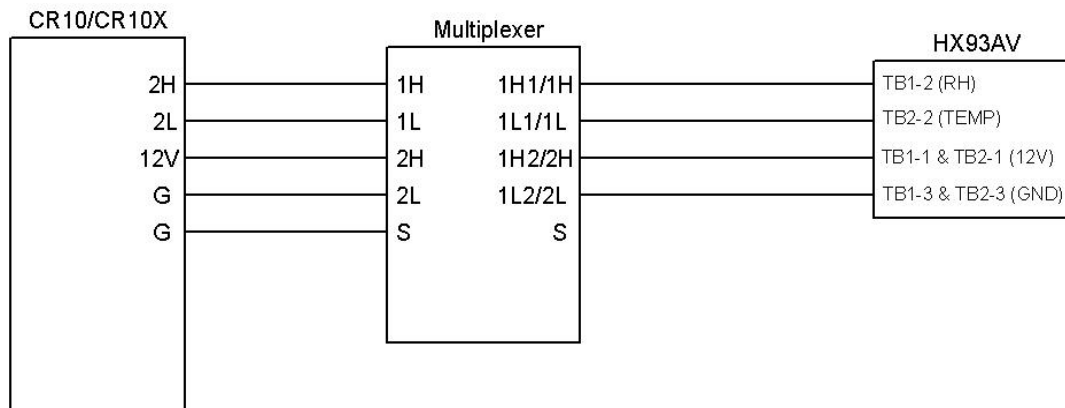 CR10/CR10X
Multiplexer
HX93AV
2H
1H
1H1/1H
TB1-2 (RH)
2L
1L
1L1/1L
TB2-2 (TEMP)
12V
2H
1H2/2H
TB1-1 & TB2-1 (12V)
G
2L
1L2/2L
TB1-3 & TB2-3 (GND)
G
S
S